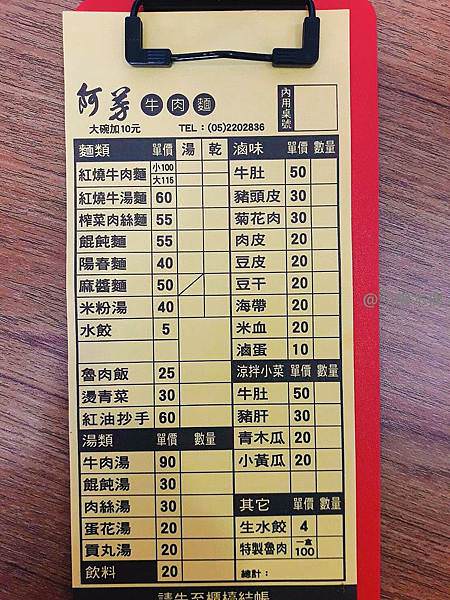 阿芳 牛肉麵
內用桌號
大碗加10元 TEL：(05)2202836
麵類 單價 湯 乾
紅燒牛肉麵 小100 大115
紅燒牛湯麵 60
榨菜肉絲麵 55
餛飩麵 55
陽春麵 40
麻醬麵 50
米粉湯 40
水餃 5
魯肉飯 25
燙青菜 30
紅油抄手 60
湯類 單價 數量
牛肉湯 90
餛飩湯 30
肉絲湯 30
蛋花湯 20
貢丸湯 20
飲料 20
滷味 單價 數量
牛肚 50
豬頭皮 30
菊花肉 30
肉皮 20
豆皮 20
豆干 20
海帶 20
米血 20
滷蛋 10
涼拌小菜 單價 數量
牛肚 50
豬肝 30
青木瓜 20
小黃瓜 20
其它 單價 數量
生水餃 4
特製魯肉 一盒100
總計：
請先至櫃檯結帳